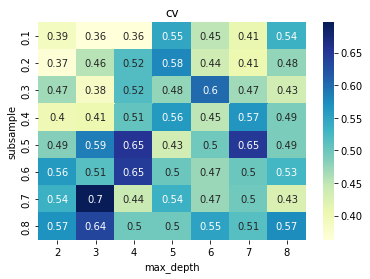 cv
0.1 0.39 0.36 0.36 0.55 0.45 0.41 0.54
0.2 0.37 0.46 0.52 0.58 0.44 0.41 0.48
0.3 0.47 0.38 0.52 0.48 0.6 0.47 0.43
0.4 0.4 0.41 0.51 0.56 0.45 0.57 0.49
0.5 0.49 0.59 0.65 0.43 0.5 0.65 0.49
0.6 0.56 0.51 0.65 0.5 0.47 0.5 0.53
0.7 0.54 0.7 0.44 0.54 0.47 0.5 0.43
0.8 0.57 0.64 0.5 0.5 0.55 0.51 0.57
2 3 4 5 6 7 8
max_depth
subsample
0.65
0.60
0.55
0.50
0.45
0.40